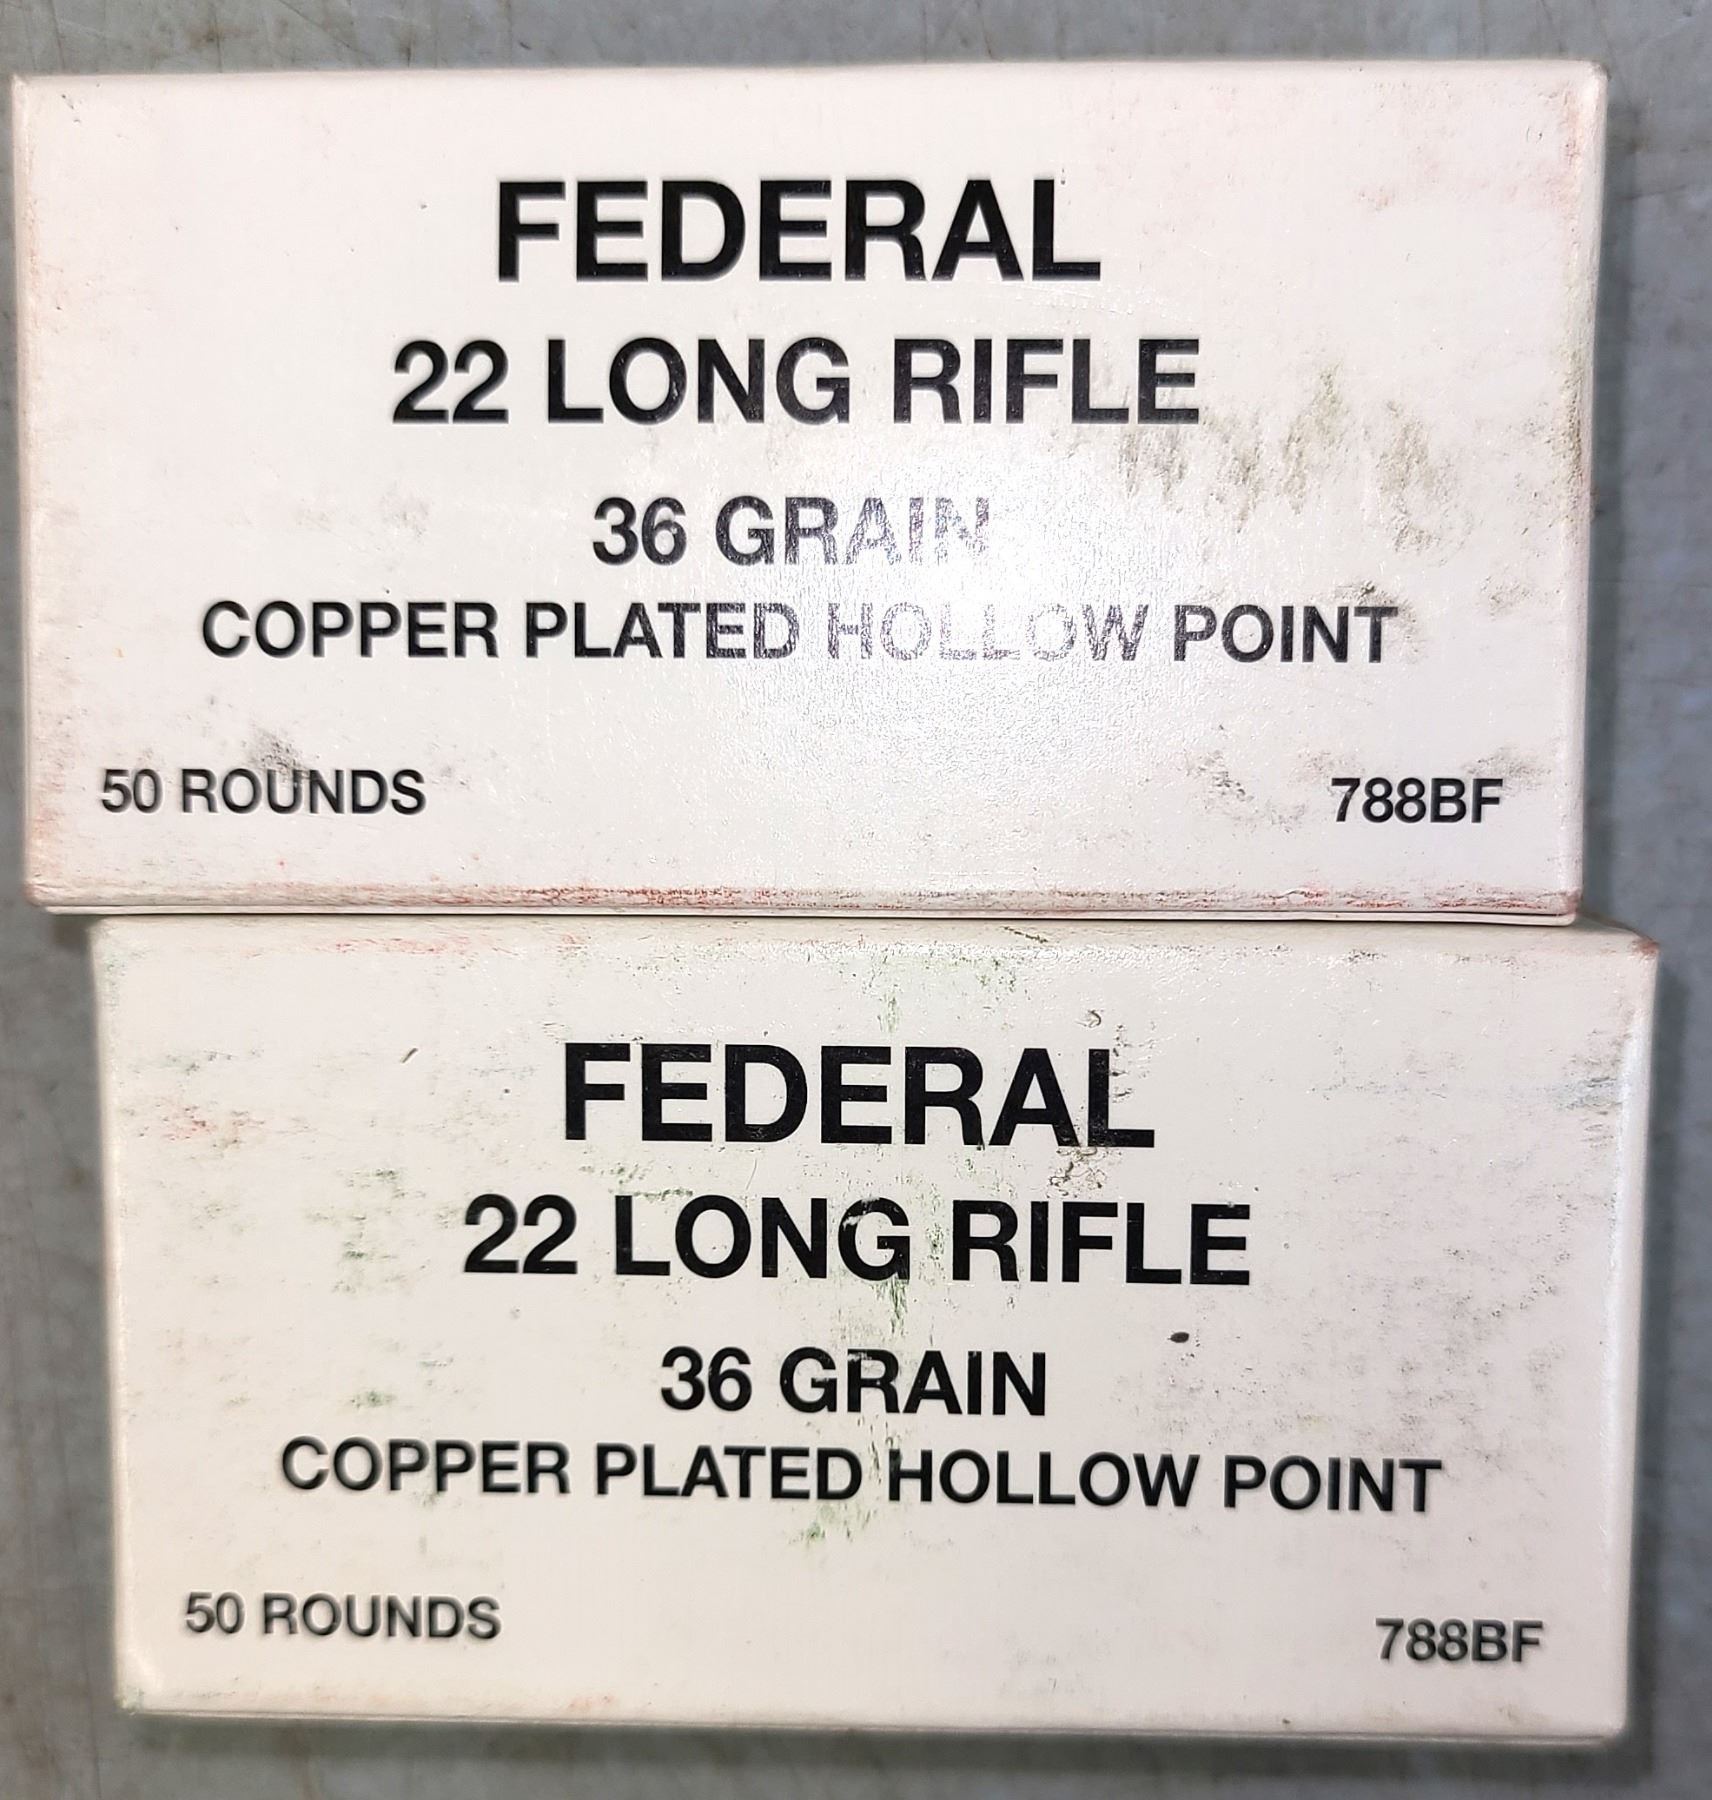 FEDERAL
22 LONG RIFLE
36 GRAIN
COPPER PLATED HOLLOW POINT
50 ROUNDS 788BF
FEDERAL
22 LONG RIFLE
36 GRAIN
COPPER PLATED HOLLOW POINT
50 ROUNDS 788BF